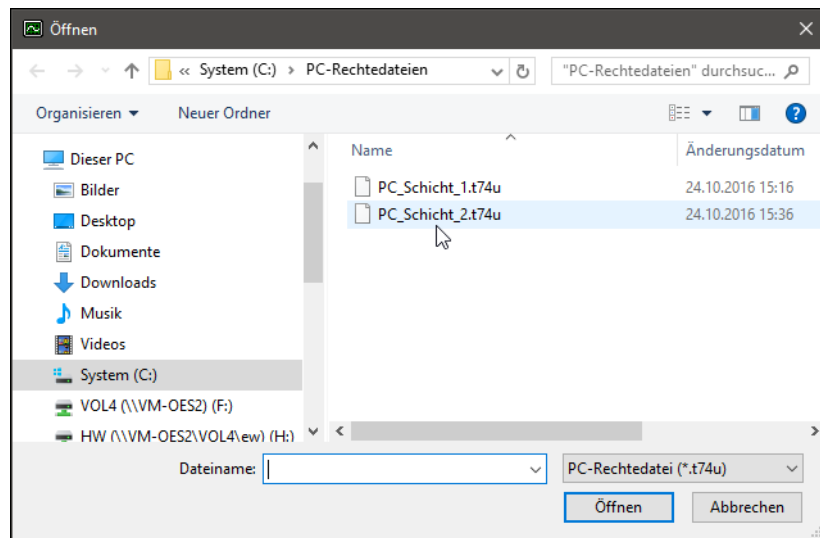 Öffnen
« System (C:) › PC-Rechtedateien
"PC-Rechtedateien" durchsuc...
Organisieren Neuer Ordner ?
Dieser PC
Bilder
Desktop
Dokumente
Downloads
Musik
Videos
System (C:)
VOL4 (\\VM-OES2) (F:)
HW (\\VM-OES2\VOL4\ew) (H:)
Name Änderungsdatum
PC_Schicht_1.t74u 24.10.2016 15:16
PC_Schicht_2.t74u 24.10.2016 15:36
Dateiname: PC-Rechtedatei (*.t74u)
Öffnen Abbrechen